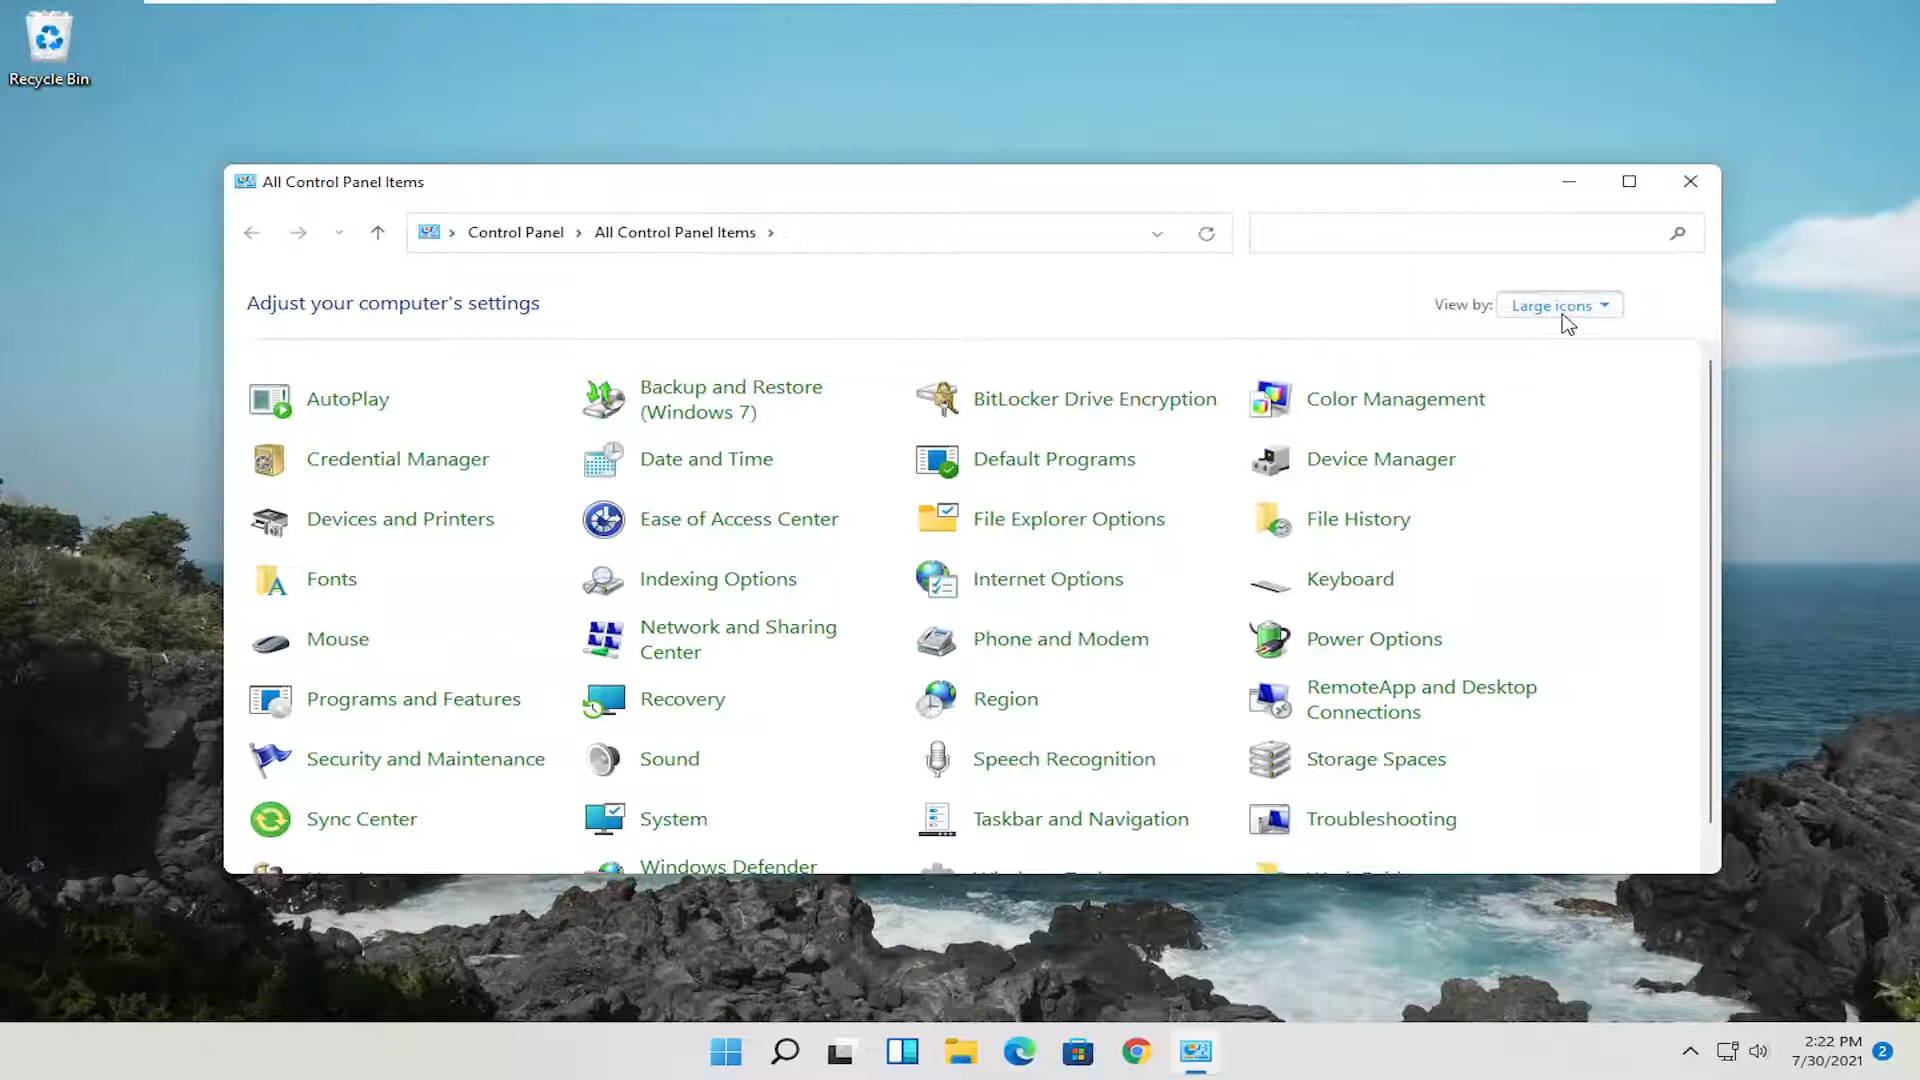 Recycle Bin
All Control Panel Items
Control Panel
All Control Panel Items
Adjust your computer's settings
View by:
Large icons
AutoPlay
Backup and Restore
(Windows 7)
BitLocker Drive Encryption
Color Management
Credential Manager
Date and Time
Default Programs
Device Manager
Devices and Printers
Ease of Access Center
File Explorer Options
File History
Fonts
Indexing Options
Internet Options
Keyboard
Mouse
Network and Sharing
Center
Phone and Modem
Power Options
Programs and Features
Recovery
Region
RemoteApp and Desktop
Connections
Security and Maintenance
Sound
Speech Recognition
Storage Spaces
Sync Center
System
Taskbar and Navigation
Troubleshooting
Windows Defender
2:22 PM
7/30/2021
2